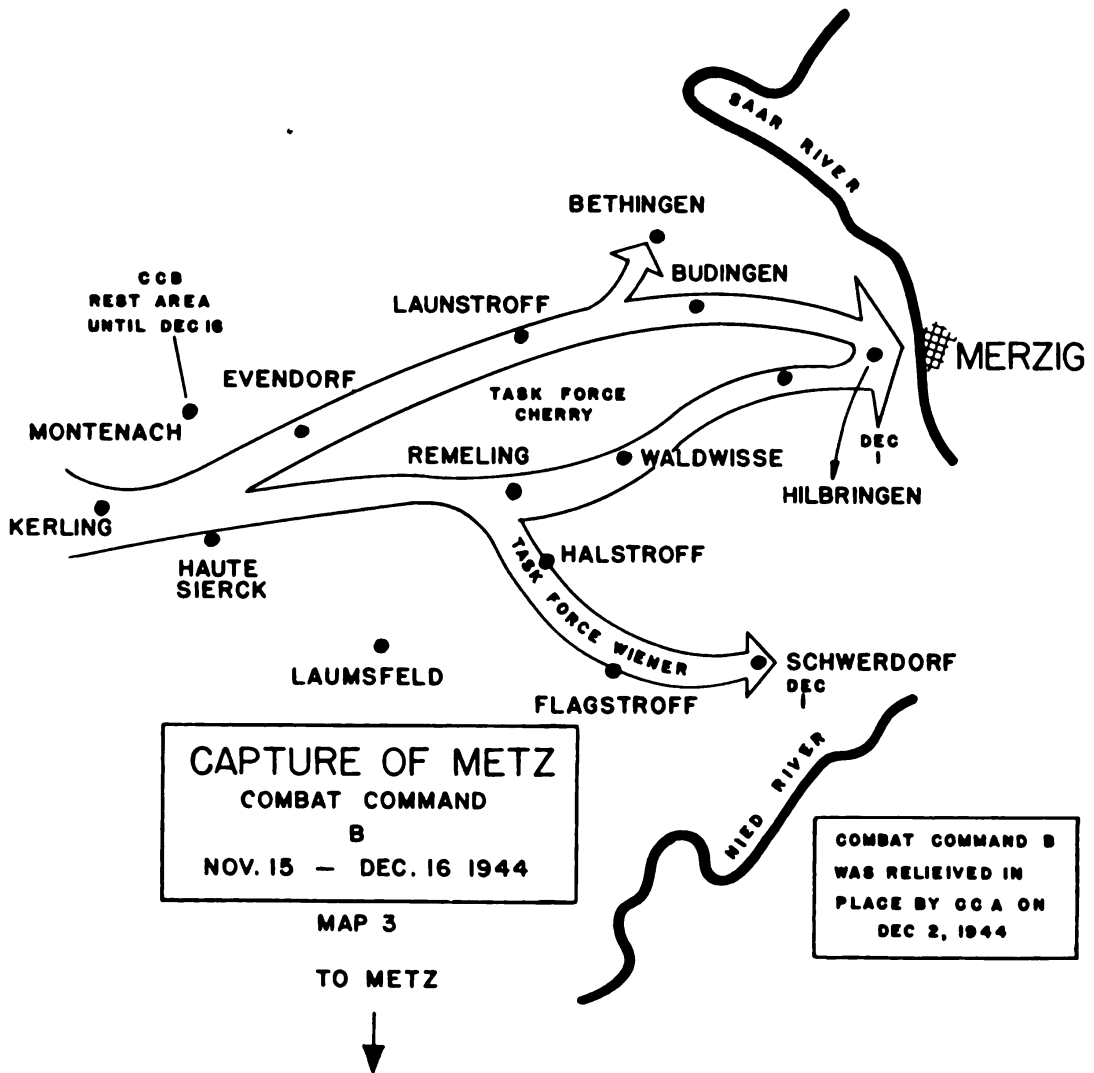 SAAR RIVER
BETHINGEN
BUDINGEN
CCB
REST AREA
UNTIL DEC 16
LAUNSTROFF
MERZIG
EVENDORF
TASK FORCE
CHERRY
MONTENACH
REMELING
WALDWISSE
DEC
1
HILBRINGEN
KERLING
HAUTE
SIERCK
HALSTROFF
TASK FORCE WIENER
SCHWERDORF
DEC
1
LAUMSFELD
FLAGSTROFF
CAPTURE OF METZ
COMBAT COMMAND
B
NOV. 15 — DEC. 16 1944
NIED RIVER
COMBAT COMMAND B
WAS RELIEIVED IN
PLACE BY CC A ON
DEC 2, 1944
MAP 3
TO METZ